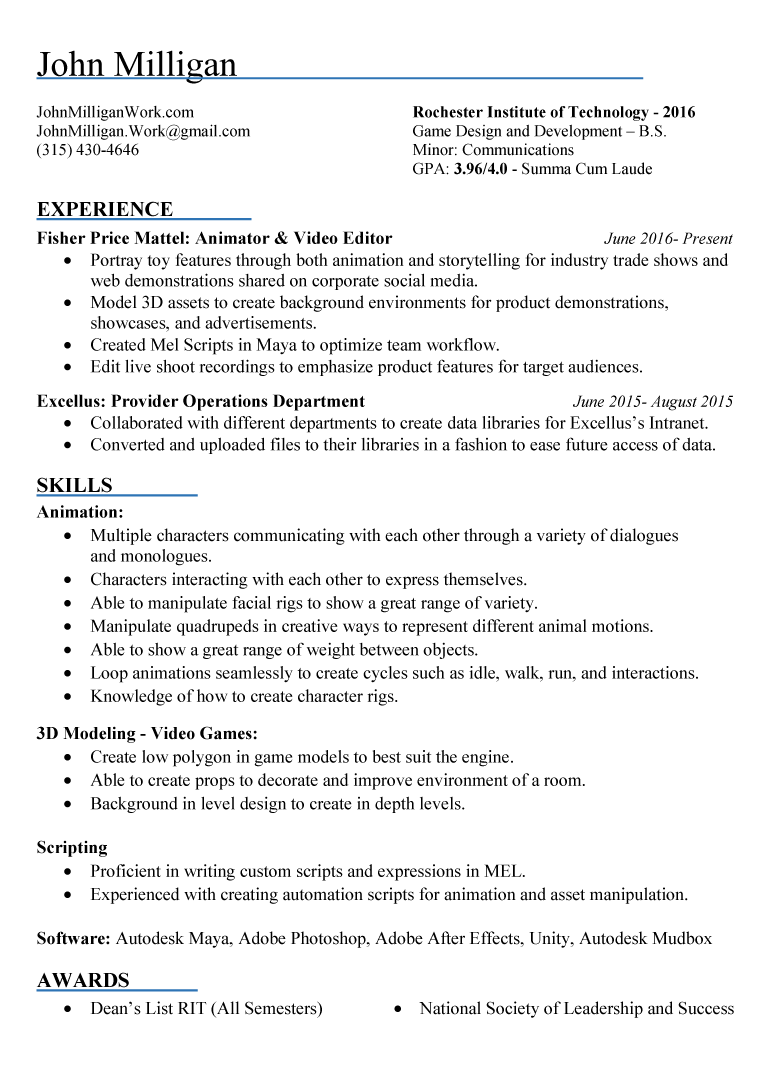 John Milligan
JohnMilliganWork.com
JohnMilligan.Work@gmail.com
(315) 430-4646
Rochester Institute of Technology - 2016
Game Design and Development – B.S.
Minor: Communications
GPA: 3.96/4.0 - Summa Cum Laude
EXPERIENCE
Fisher Price Mattel: Animator & Video Editor June 2016- Present
• Portray toy features through both animation and storytelling for industry trade shows and
web demonstrations shared on corporate social media.
• Model 3D assets to create background environments for product demonstrations,
showcases, and advertisements.
• Created Mel Scripts in Maya to optimize team workflow.
• Edit live shoot recordings to emphasize product features for target audiences.
Excellus: Provider Operations Department June 2015- August 2015
• Collaborated with different departments to create data libraries for Excellus’s Intranet.
• Converted and uploaded files to their libraries in a fashion to ease future access of data.
SKILLS
Animation:
• Multiple characters communicating with each other through a variety of dialogues
and monologues.
• Characters interacting with each other to express themselves.
• Able to manipulate facial rigs to show a great range of variety.
• Manipulate quadrupeds in creative ways to represent different animal motions.
• Able to show a great range of weight between objects.
• Loop animations seamlessly to create cycles such as idle, walk, run, and interactions.
• Knowledge of how to create character rigs.
3D Modeling - Video Games:
• Create low polygon in game models to best suit the engine.
• Able to create props to decorate and improve environment of a room.
• Background in level design to create in depth levels.
Scripting
• Proficient in writing custom scripts and expressions in MEL.
• Experienced with creating automation scripts for animation and asset manipulation.
Software: Autodesk Maya, Adobe Photoshop, Adobe After Effects, Unity, Autodesk Mudbox
AWARDS
• Dean’s List RIT (All Semesters) • National Society of Leadership and Success